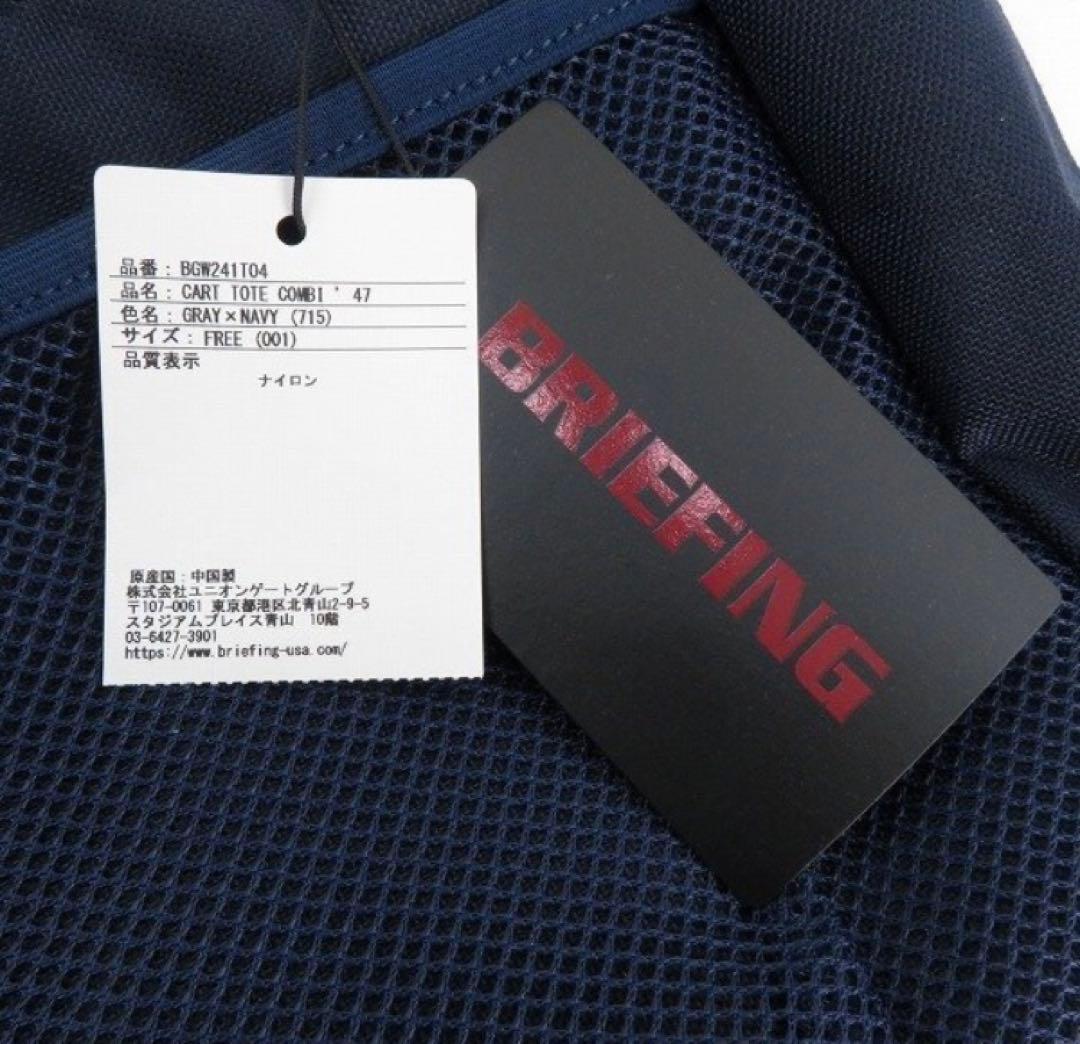 品番：BGW241T04
品名：CART TOTE COMBI ' 47
色名：GRAY×NAVY (715)
サイズ：FREE (001)
品質表示
ナイロン
原産国：中国製
株式会社ユニオンゲートグループ
〒107-0061 東京都港区北青山2-9-5
スタジアムプレイス青山 10階
03-6427-3901
https://www.briefing-usa.com/
BRIEFING